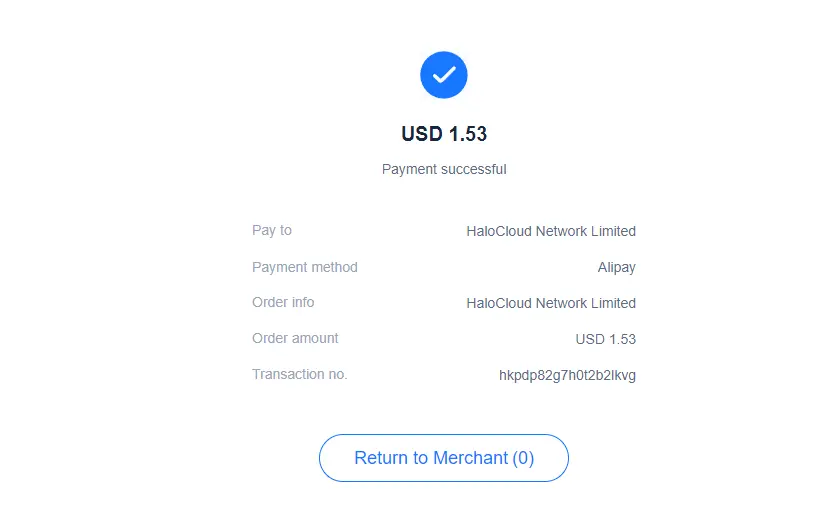 USD 1.53
Payment successful
Pay to HaloCloud Network Limited
Payment method Alipay
Order info HaloCloud Network Limited
Order amount USD 1.53
Transaction no. hkpdp82g7h0t2b2lkvg
Return to Merchant (0)